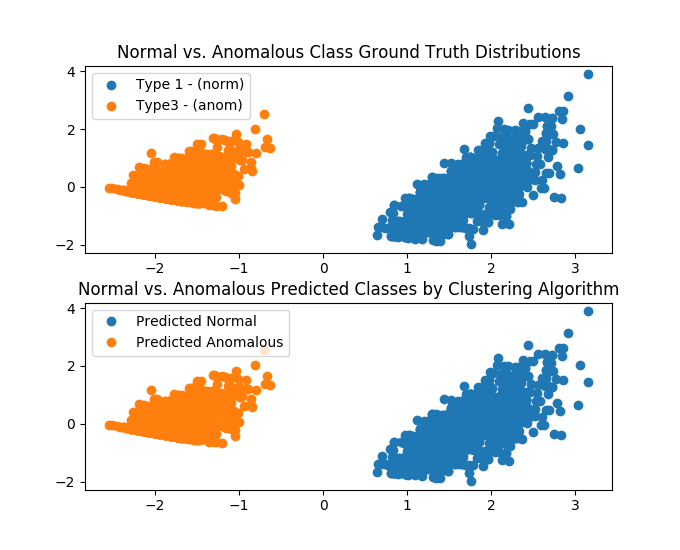 Normal vs. Anomalous Class Ground Truth Distributions
Type 1 - (norm)
Type3 - (anom)
4
2
0
−2
−2 −1 0 1 2 3
Normal vs. Anomalous Predicted Classes by Clustering Algorithm
Predicted Normal
Predicted Anomalous
4
2
0
−2
−2 −1 0 1 2 3